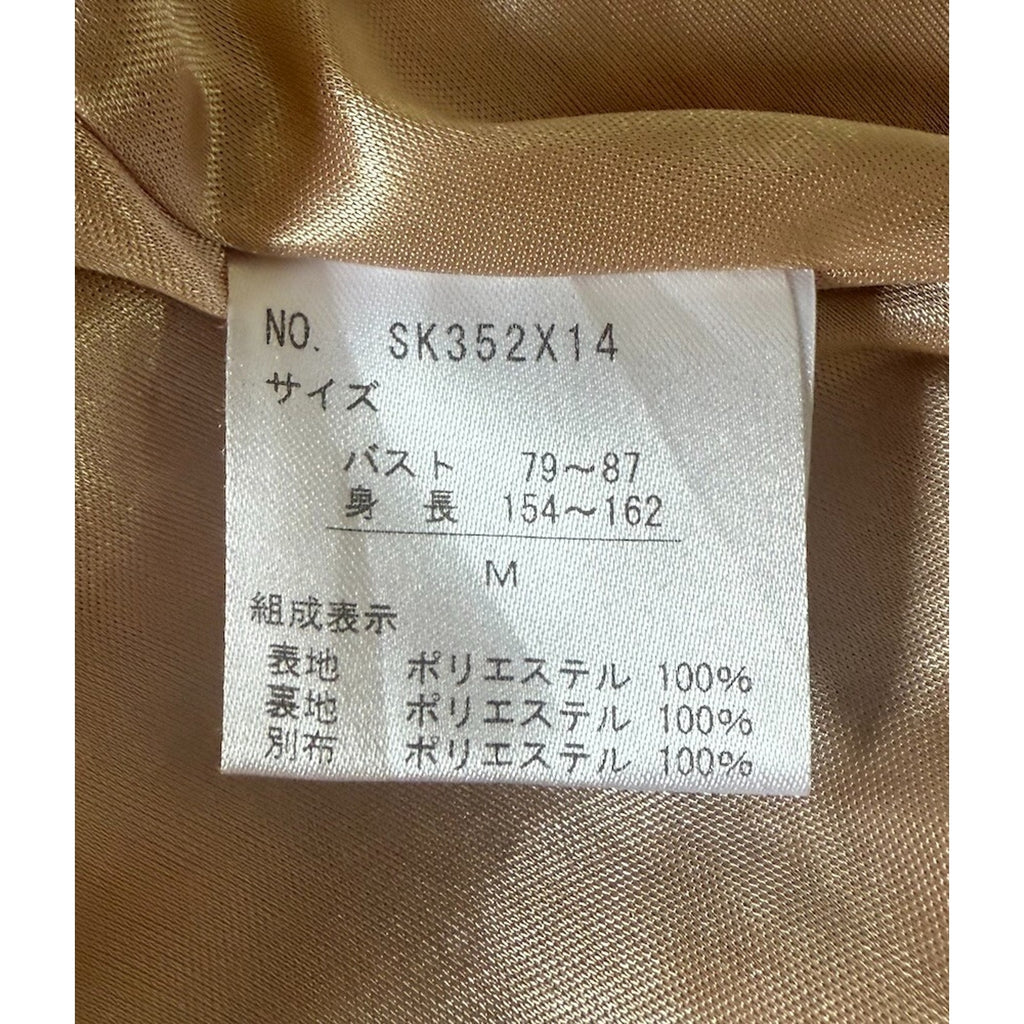 NO. SK352X14
サイズ
バスト 79～87
身長 154～162
M
組成表示
表地 ポリエステル 100%
裏地 ポリエステル 100%
別布 ポリエステル 100%